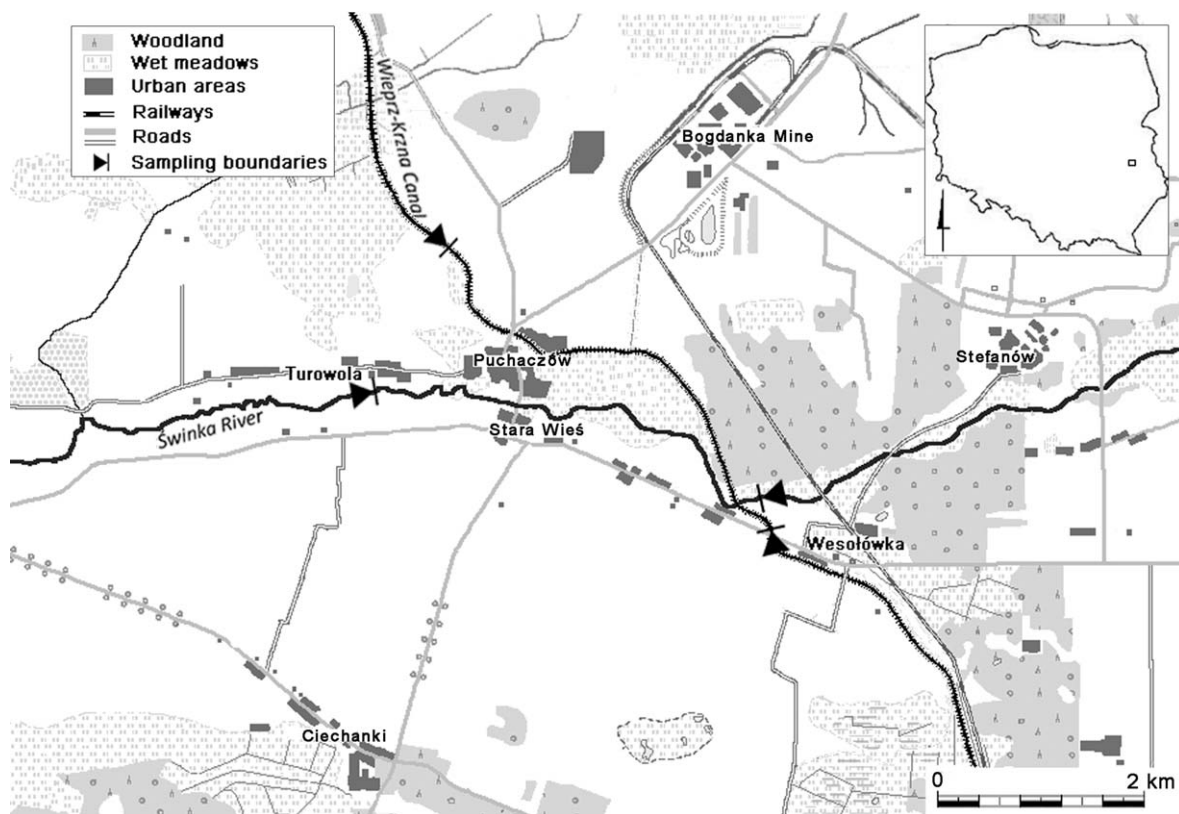 Woodland
Wet meadows
Urban areas
Railways
Roads
Sampling boundaries
Wieprz-Krzna Canal
Bogdanka Mine
Puchaczów
Turowola
Stefanów
Świnka River
Stara Wieś
Wesołówka
Ciechanki
0 2 km